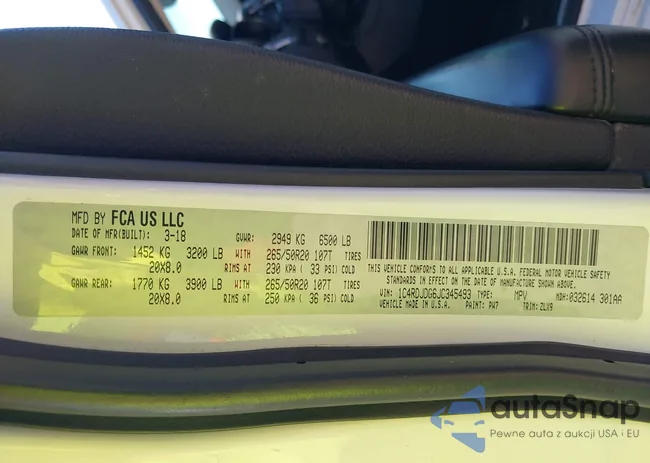 MFD BY FCA US LLC
DATE OF MFR(BUILT): 3-18 GVWR: 2949 KG 6500 LB
GAWR FRONT: 1452 KG 3200 LB WITH 265/50R20 107T TIRES
20X8.0 RIMS AT 230 KPA ( 33 PSI) COLD
GAWR REAR: 1770 KG 3900 LB WITH 265/50R20 107T TIRES
20X8.0 RIMS AT 250 KPA ( 36 PSI) COLD
THIS VEHICLE CONFORMS TO ALL APPLICABLE U.S.A. FEDERAL MOTOR VEHICLE SAFETY
STANDARDS IN EFFECT ON THE DATE OF MANUFACTURE SHOWN ABOVE.
VIN: 1C4RDJDG6JC345493 TYPE: MPV MDH:032614 301AA
VEHICLE MADE IN U.S.A. PAINT: PW7 TRIM: ZLX9
autoSnap
Pewne auta z aukcji USA i EU